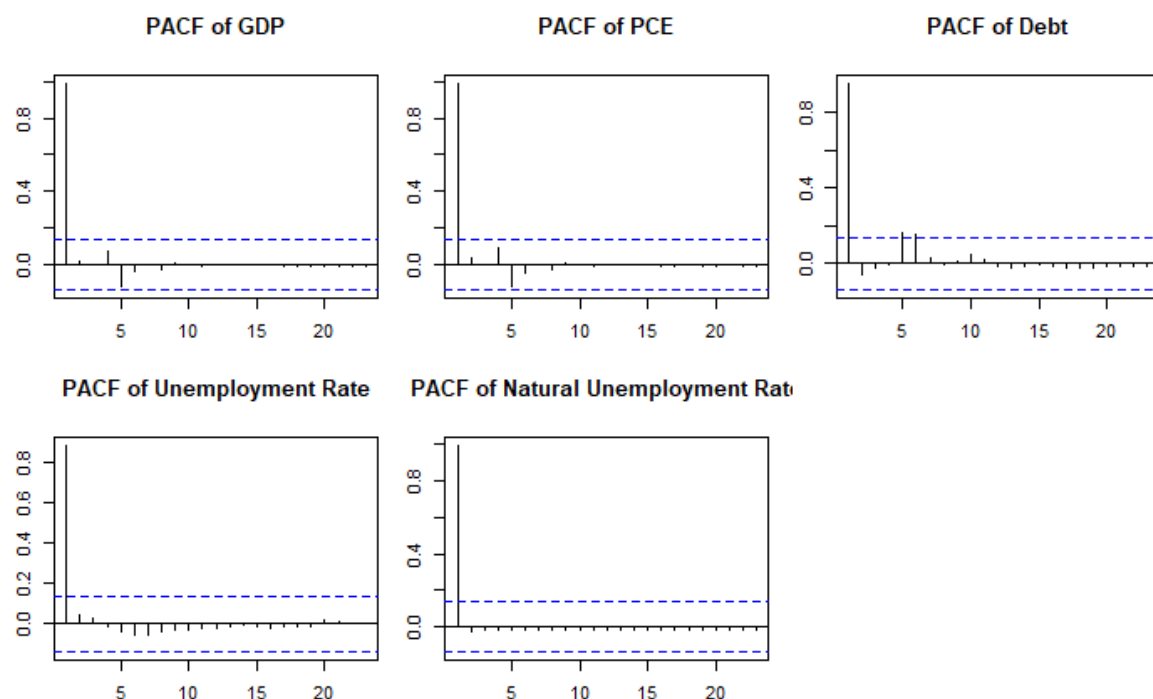 PACF of GDP
0.0 0.4 0.8
5 10 15 20
PACF of PCE
0.0 0.4 0.8
5 10 15 20
PACF of Debt
0.0 0.4 0.8
5 10 15 20
PACF of Unemployment Rate
0.0 0.2 0.4 0.6 0.8
5 10 15 20
PACF of Natural Unemployment Rat
0.0 0.4 0.8
5 10 15 20